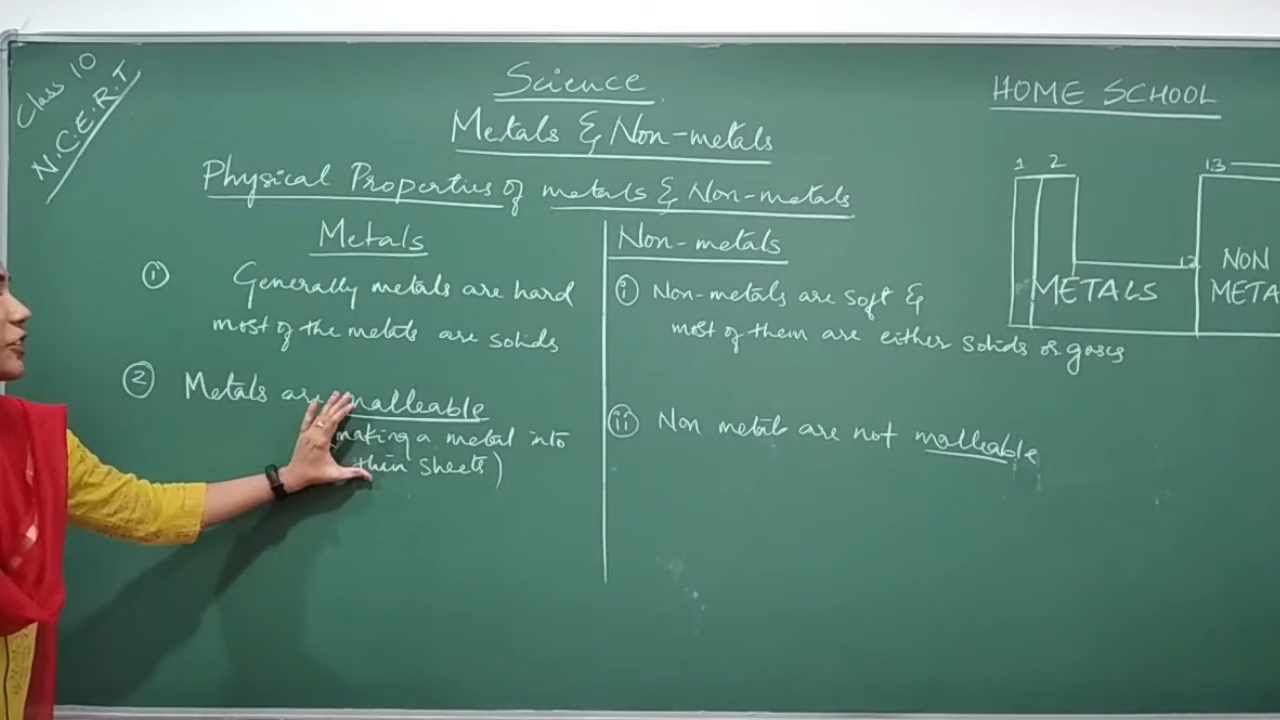 Class 10
N.C.E.R.T
Science
Metals & Non-metals
Physical Properties of metals & Non-metals
Metals
① Generally metals are hard
most of the metals are solids
② Metals are malleable
(making a metal into
thin sheets)
Non-metals
ⓘ Non-metals are soft &
most of them are either solids or gases
ⓘⓘ Non metals are not malleable
HOME SCHOOL
1 2 13
12
METALS
NON
META